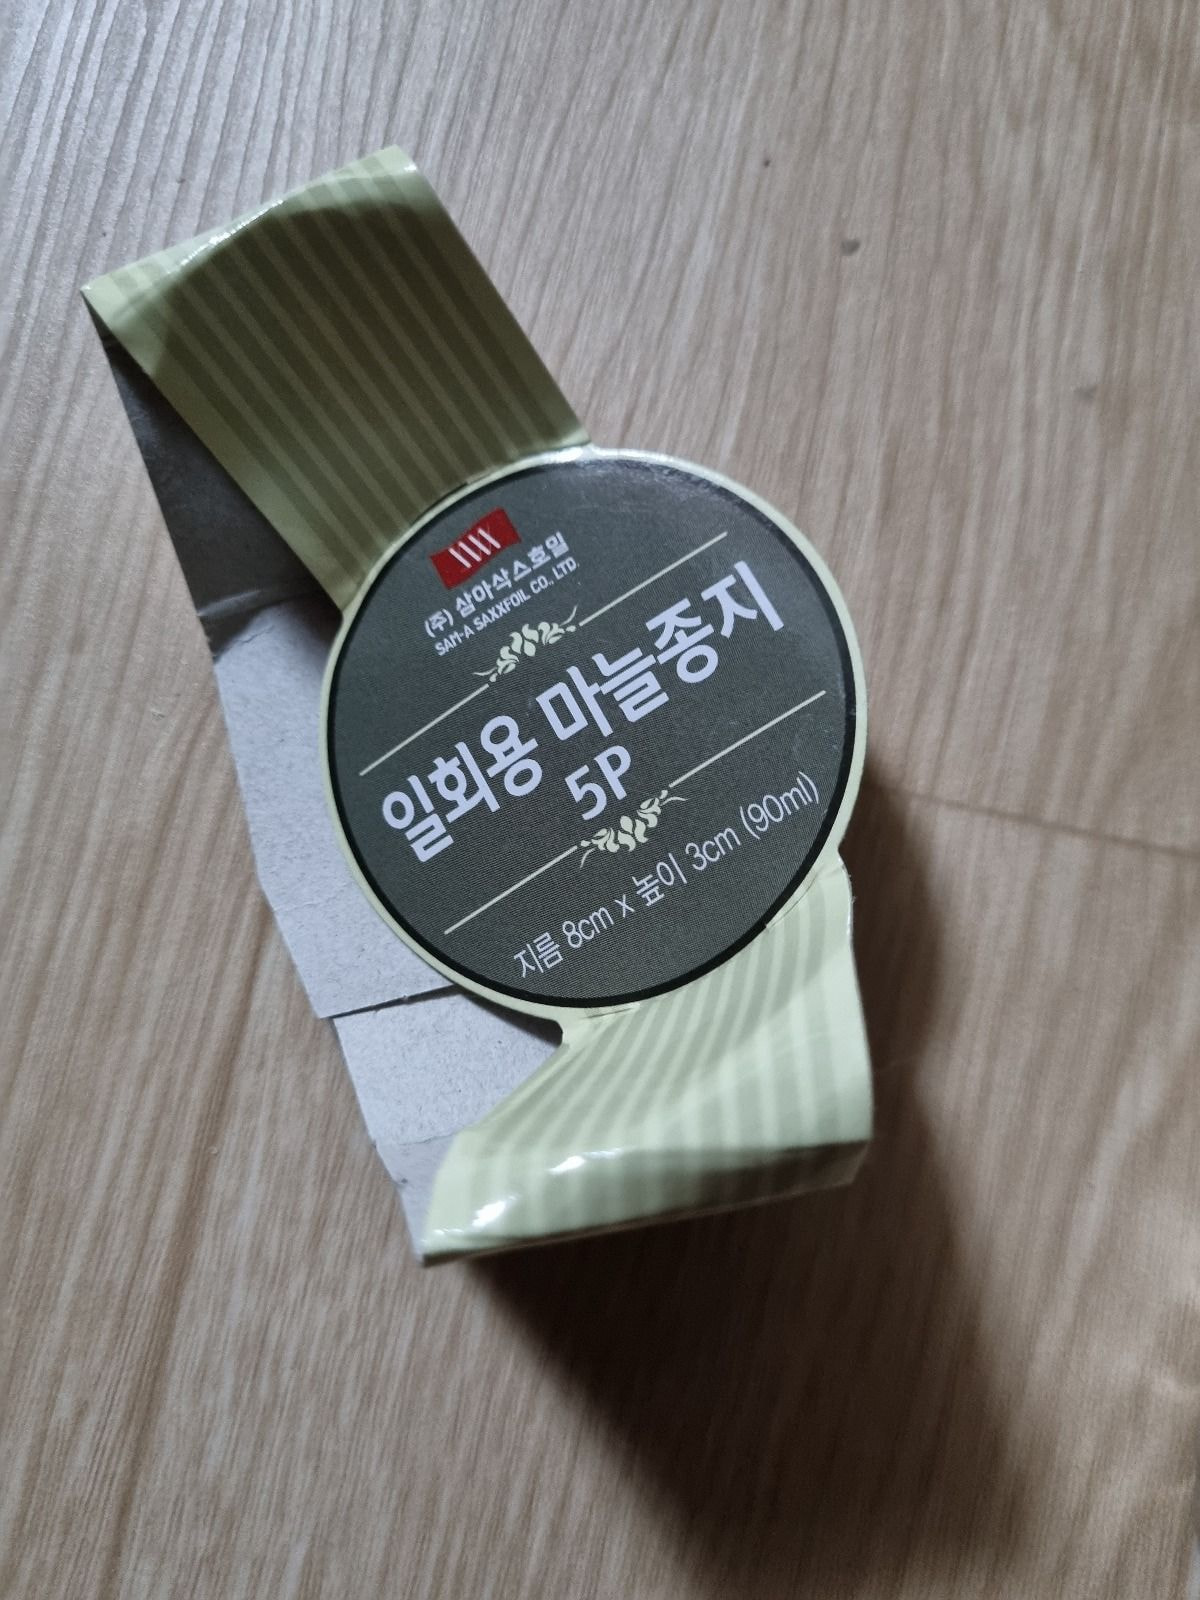 (주) 삼아삭스호일
SAM-A SAXXFOIL CO., LTD.
일회용 마늘종지
5P
지름 8cm x 높이 3cm (90ml)